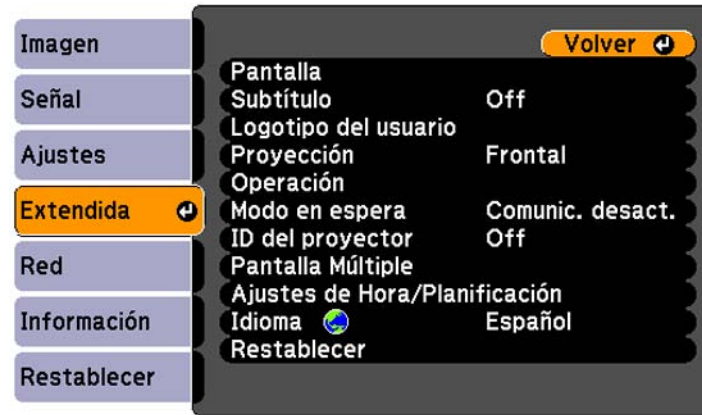 Imagen
Señal
Ajustes
Extendida
Red
Información
Restablecer
Volver
Pantalla
Subtítulo Off
Logotipo del usuario
Proyección Frontal
Operación
Modo en espera Comunic. desact.
ID del proyector Off
Pantalla Múltiple
Ajustes de Hora/Planificación
Idioma Español
Restablecer